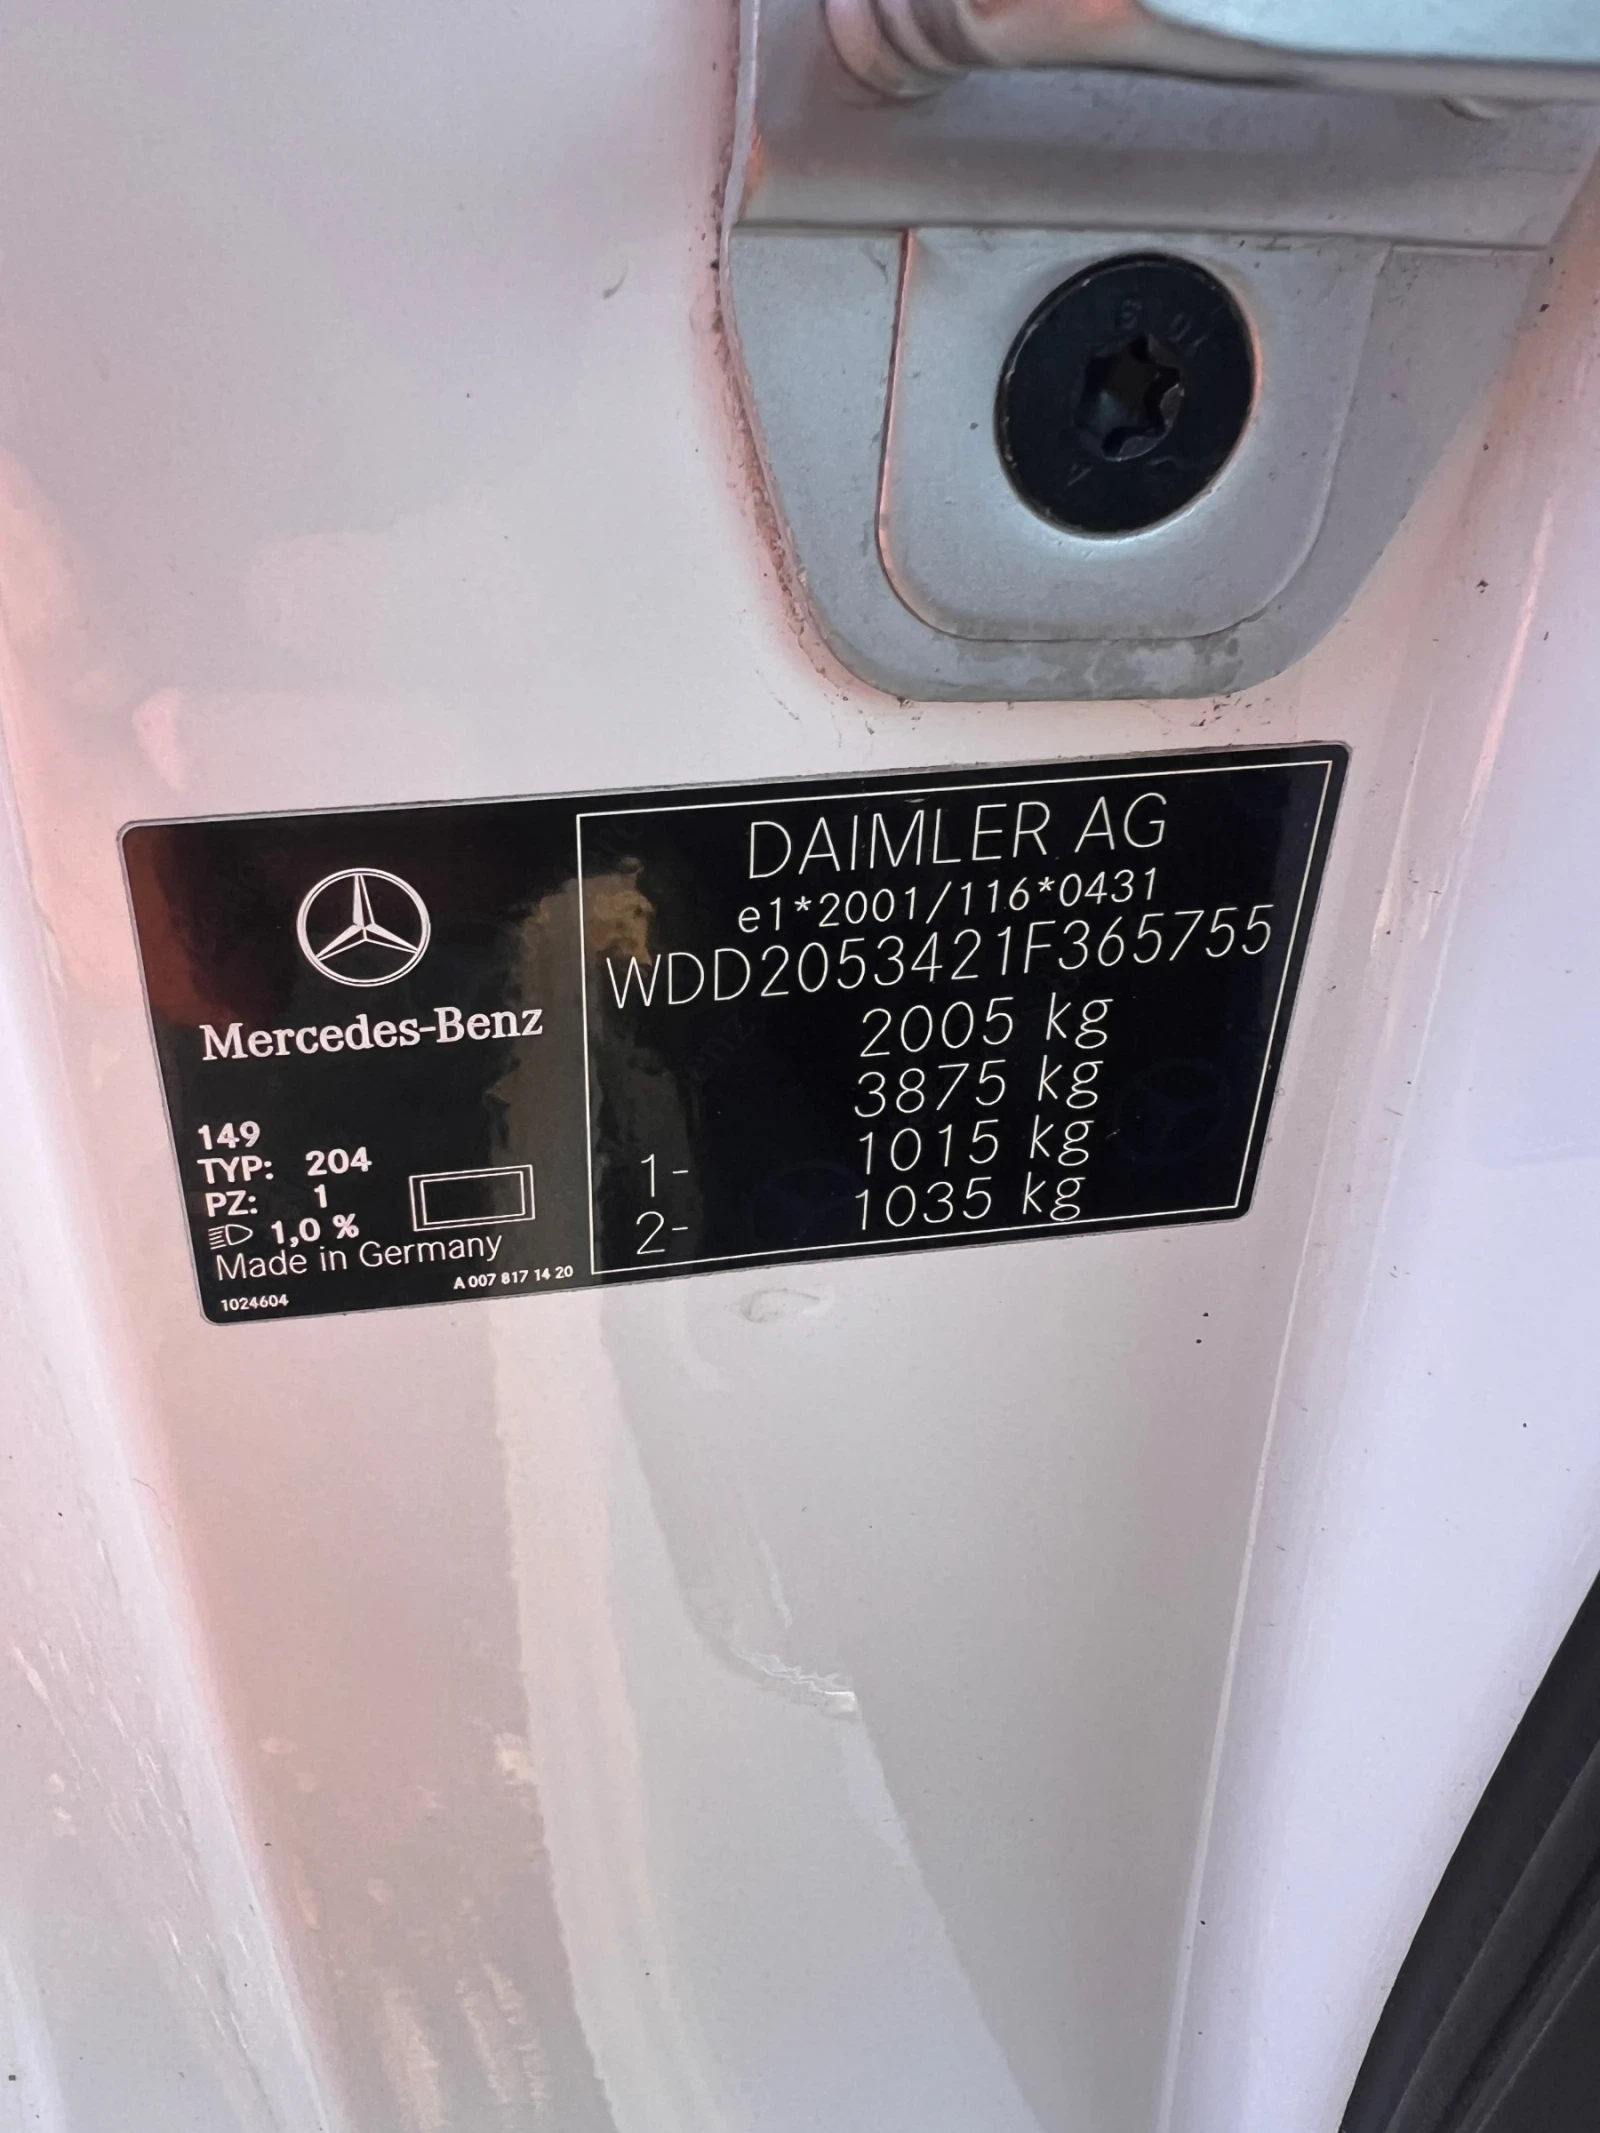 Mercedes-Benz
149
TYP: 204
PZ: 1
1,0 %
Made in Germany
A 007 817 14 20
1024604
DAIMLER AG
e1*2001/116*0431
WDD2053421F365755
2005 kg
3875 kg
1- 1015 kg
2- 1035 kg